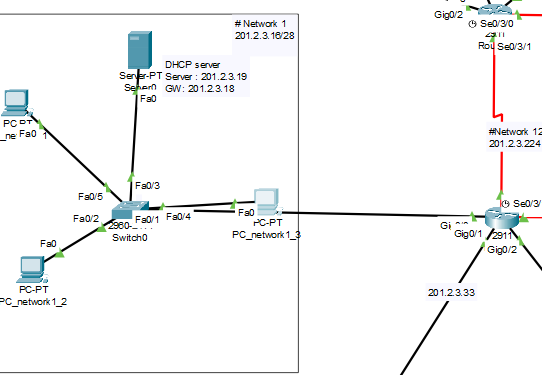 # Network 1
201.2.3.16/28
DHCP server
Server : 201.2.3.19
GW : 201.2.3.18
Server-PT
Server0
Fa0
PC-PT
Fa0
Fa0/3
Fa0/5
Fa0/2
Fa0/1
Fa0/4
Fa0
Switch0
PC-PT
PC_network1_3
Fa0
PC-PT
PC_network1_2
Gig0/2
Se0/3/0
2911
Se0/3/1
#Network 12
201.2.3.224
Gig0/1
2911
Gig0/2
201.2.3.33